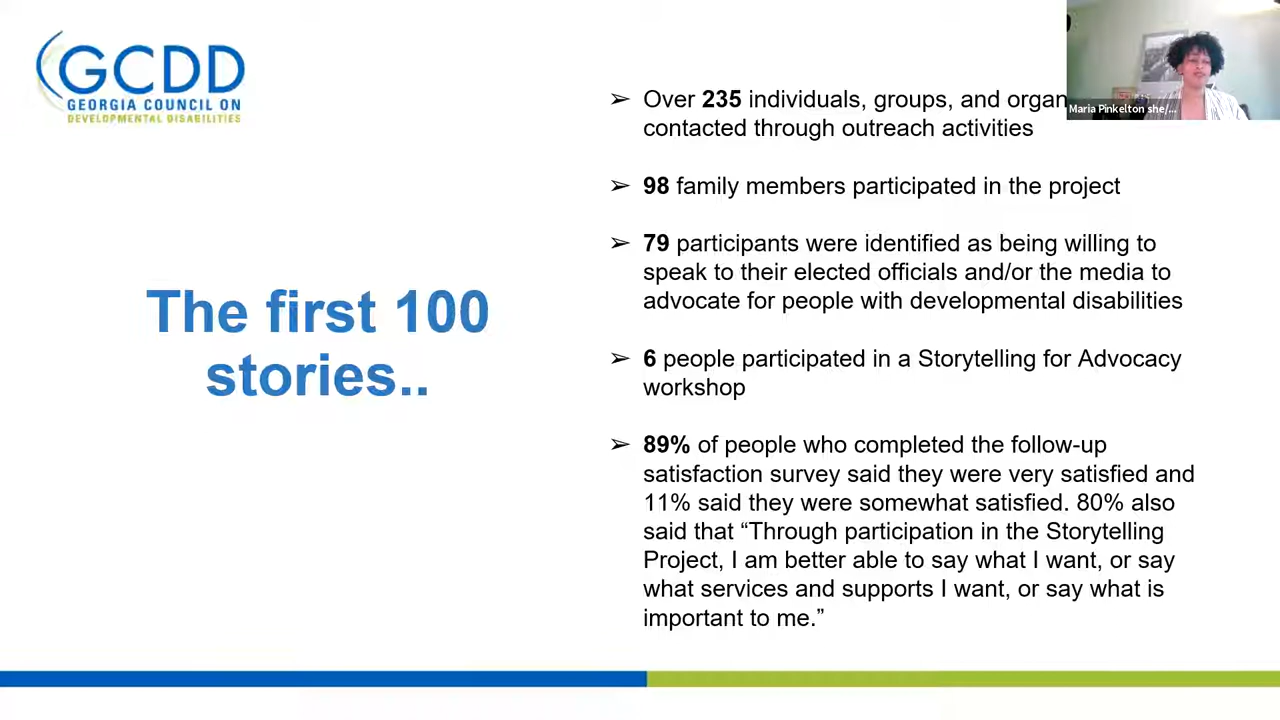 GCDD
GEORGIA COUNCIL ON
DEVELOPMENTAL DISABILITIES
The first 100
stories..
➢ Over 235 individuals, groups, and organ
contacted through outreach activities
➢ 98 family members participated in the project
➢ 79 participants were identified as being willing to
speak to their elected officials and/or the media to
advocate for people with developmental disabilities
➢ 6 people participated in a Storytelling for Advocacy
workshop
➢ 89% of people who completed the follow-up
satisfaction survey said they were very satisfied and
11% said they were somewhat satisfied. 80% also
said that “Through participation in the Storytelling
Project, I am better able to say what I want, or say
what services and supports I want, or say what is
important to me.”
Maria Pinkelton she/...